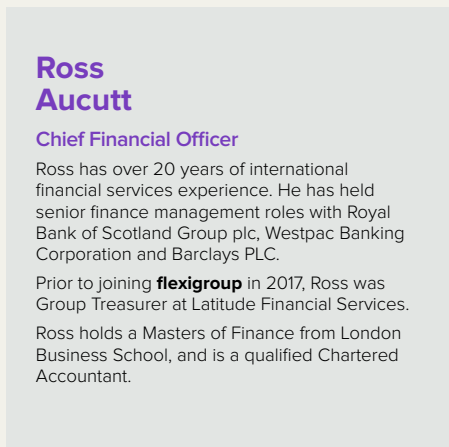 Ross
Aucutt
Chief Financial Officer
Ross has over 20 years of international
financial services experience. He has held
senior finance management roles with Royal
Bank of Scotland Group plc, Westpac Banking
Corporation and Barclays PLC.
Prior to joining flexigroup in 2017, Ross was
Group Treasurer at Latitude Financial Services.
Ross holds a Masters of Finance from London
Business School, and is a qualified Chartered
Accountant.